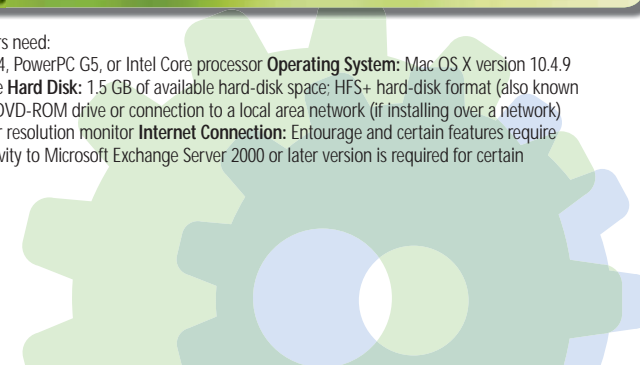 rs need:
4, PowerPC G5, or Intel Core processor Operating System: Mac OS X version 10.4.9
e Hard Disk: 1.5 GB of available hard-disk space; HFS+ hard-disk format (also known
DVD-ROM drive or connection to a local area network (if installing over a network)
r resolution monitor Internet Connection: Entourage and certain features require
vity to Microsoft Exchange Server 2000 or later version is required for certain